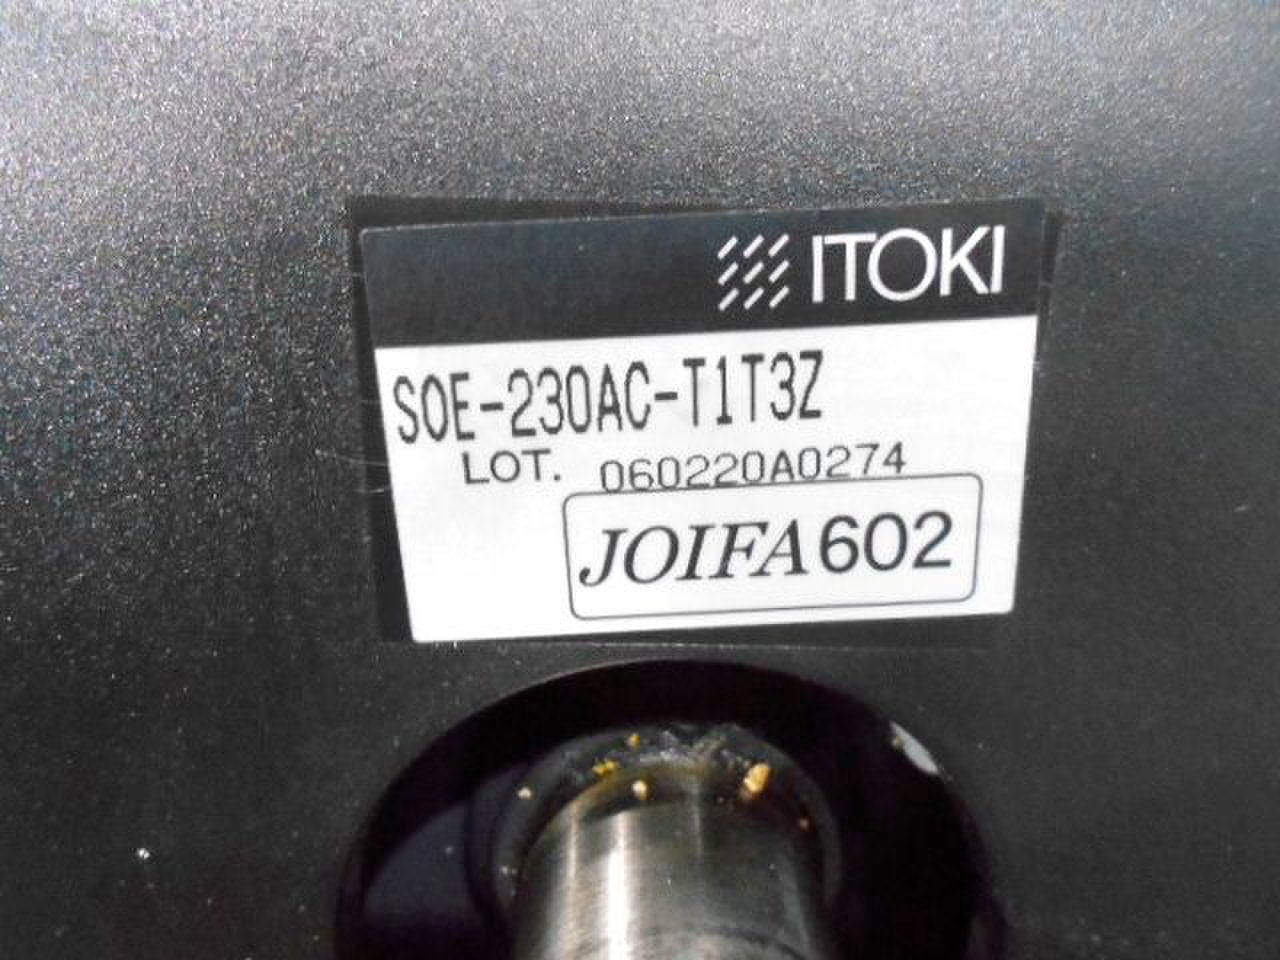 ITOKI
SOE-230AC-T1T3Z
LOT. 060220A0274
JOIFA602